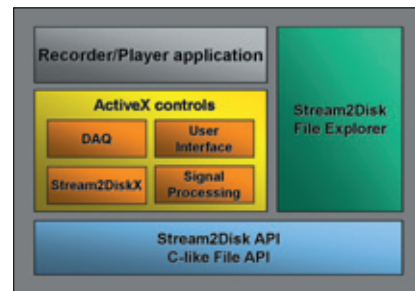 Recorder/Player application
ActiveX controls
DAQ
User
Interface
Stream2DiskX
Signal
Processing
Stream2Disk
File Explorer
Stream2Disk API
C-like File API